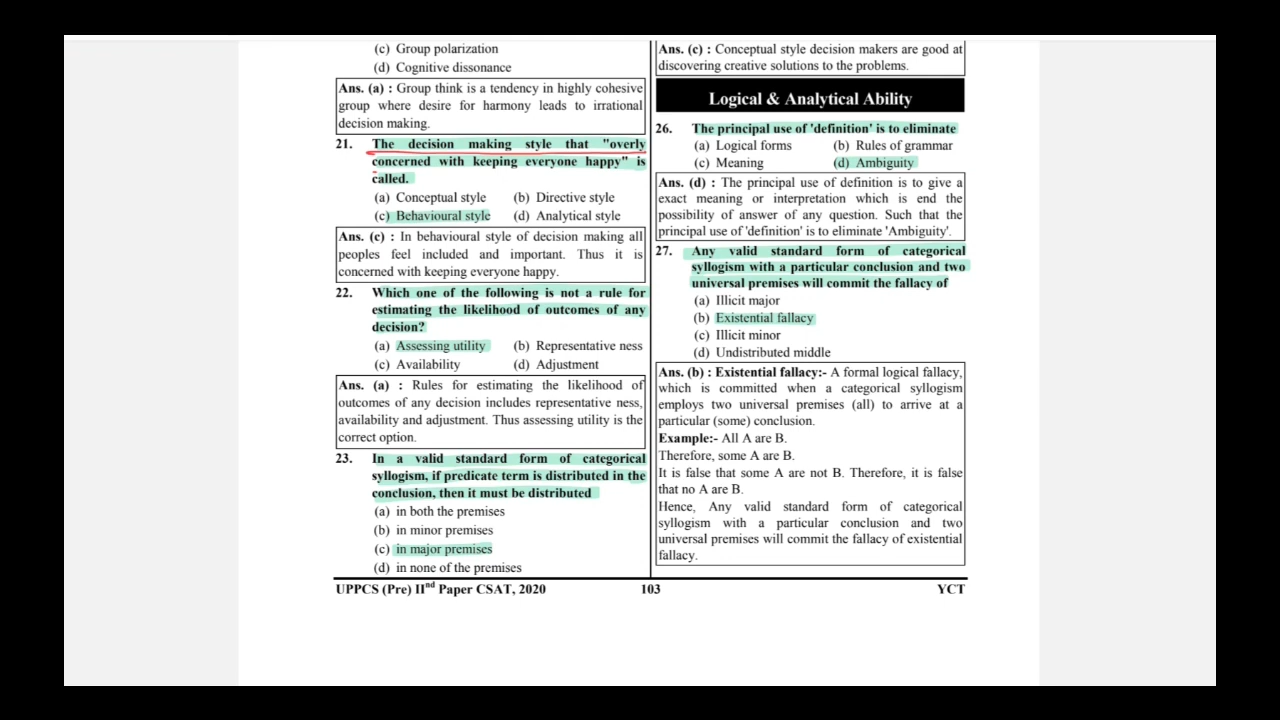 (c) Group polarization
(d) Cognitive dissonance
Ans. (a) : Group think is a tendency in highly cohesive
group where desire for harmony leads to irrational
decision making.
21. The decision making style that "overly
concerned with keeping everyone happy" is
called.
(a) Conceptual style (b) Directive style
(c) Behavioural style (d) Analytical style
Ans. (c) : In behavioural style of decision making all
peoples feel included and important. Thus it is
concerned with keeping everyone happy.
22. Which one of the following is not a rule for
estimating the likelihood of outcomes of any
decision?
(a) Assessing utility (b) Representative ness
(c) Availability (d) Adjustment
Ans. (a) : Rules for estimating the likelihood of
outcomes of any decision includes representative ness,
availability and adjustment. Thus assessing utility is the
correct option.
23. In a valid standard form of categorical
syllogism, if predicate term is distributed in the
conclusion, then it must be distributed
(a) in both the premises
(b) in minor premises
(c) in major premises
(d) in none of the premises
Ans. (c) : Conceptual style decision makers are good at
discovering creative solutions to the problems.
Logical & Analytical Ability
26. The principal use of 'definition' is to eliminate
(a) Logical forms (b) Rules of grammar
(c) Meaning (d) Ambiguity
Ans. (d) : The principal use of definition is to give a
exact meaning or interpretation which is end the
possibility of answer of any question. Such that the
principal use of 'definition' is to eliminate 'Ambiguity'.
27. Any valid standard form of categorical
syllogism with a particular conclusion and two
universal premises will commit the fallacy of
(a) Illicit major
(b) Existential fallacy
(c) Illicit minor
(d) Undistributed middle
Ans. (b) : Existential fallacy:- A formal logical fallacy,
which is committed when a categorical syllogism
employs two universal premises (all) to arrive at a
particular (some) conclusion.
Example:- All A are B.
Therefore, some A are B.
It is false that some A are not B. Therefore, it is false
that no A are B.
Hence, Any valid standard form of categorical
syllogism with a particular conclusion and two
universal premises will commit the fallacy of existential
fallacy.
UPPCS (Pre) IInd Paper CSAT, 2020 103 YCT